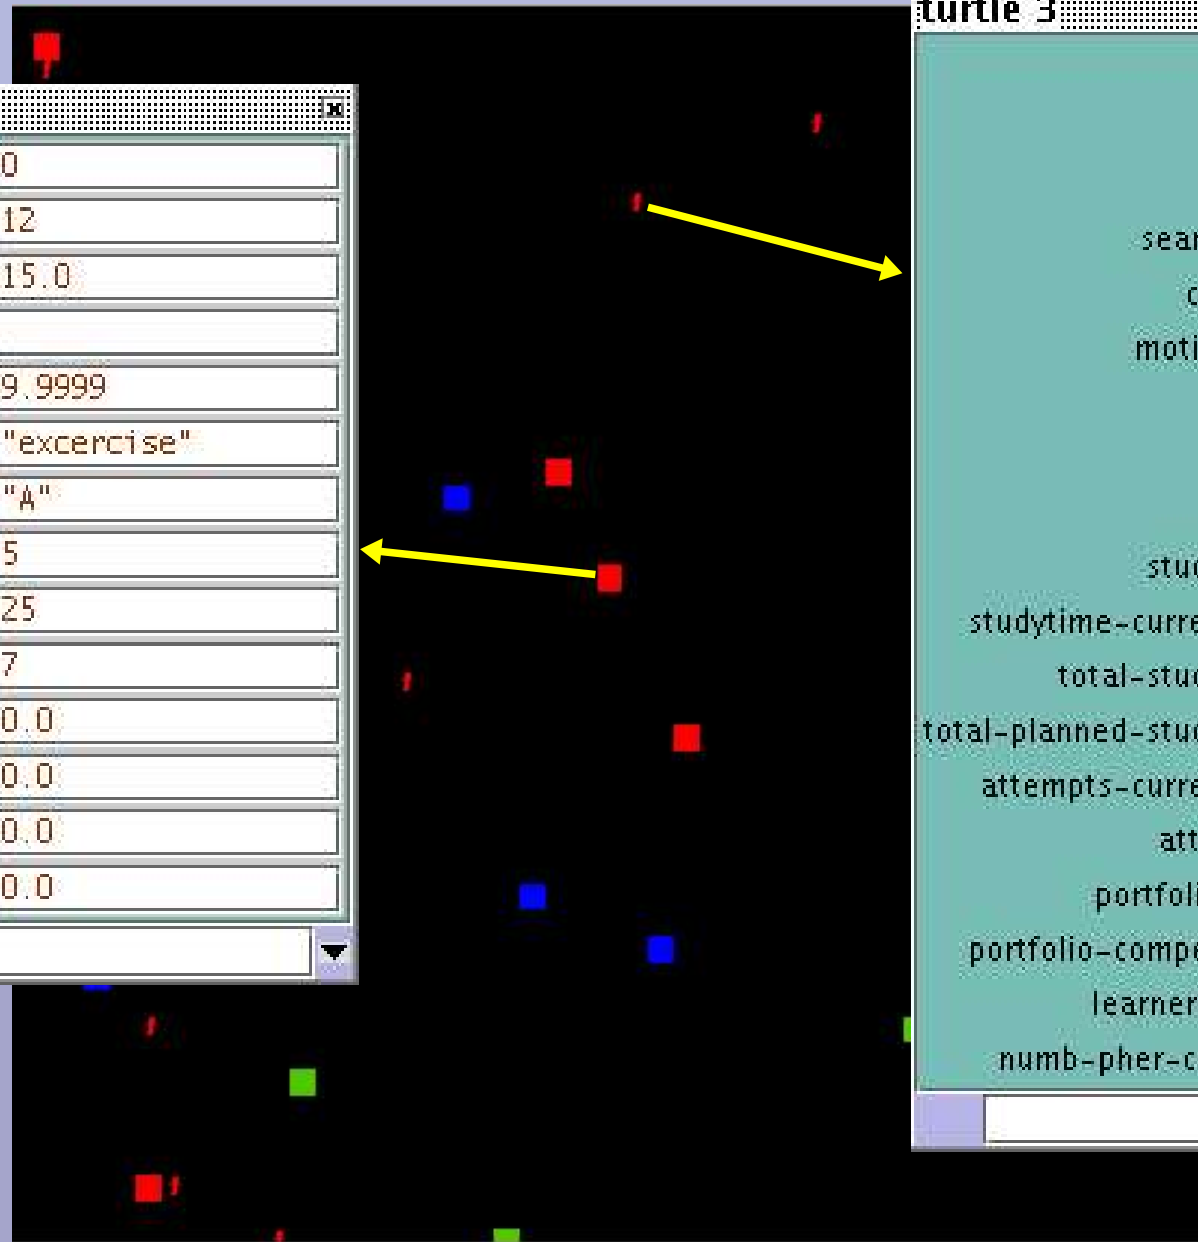 turtle 3
0
12
15.0
9.9999
"excercise"
"A"
5
25
7
0.0
0.0
0.0
0.0
sear
c
moti
stud
studytime-curre
total-stud
total-planned-stud
attempts-curre
att
portfoli
portfolio-compe
learner
numb-pher-c